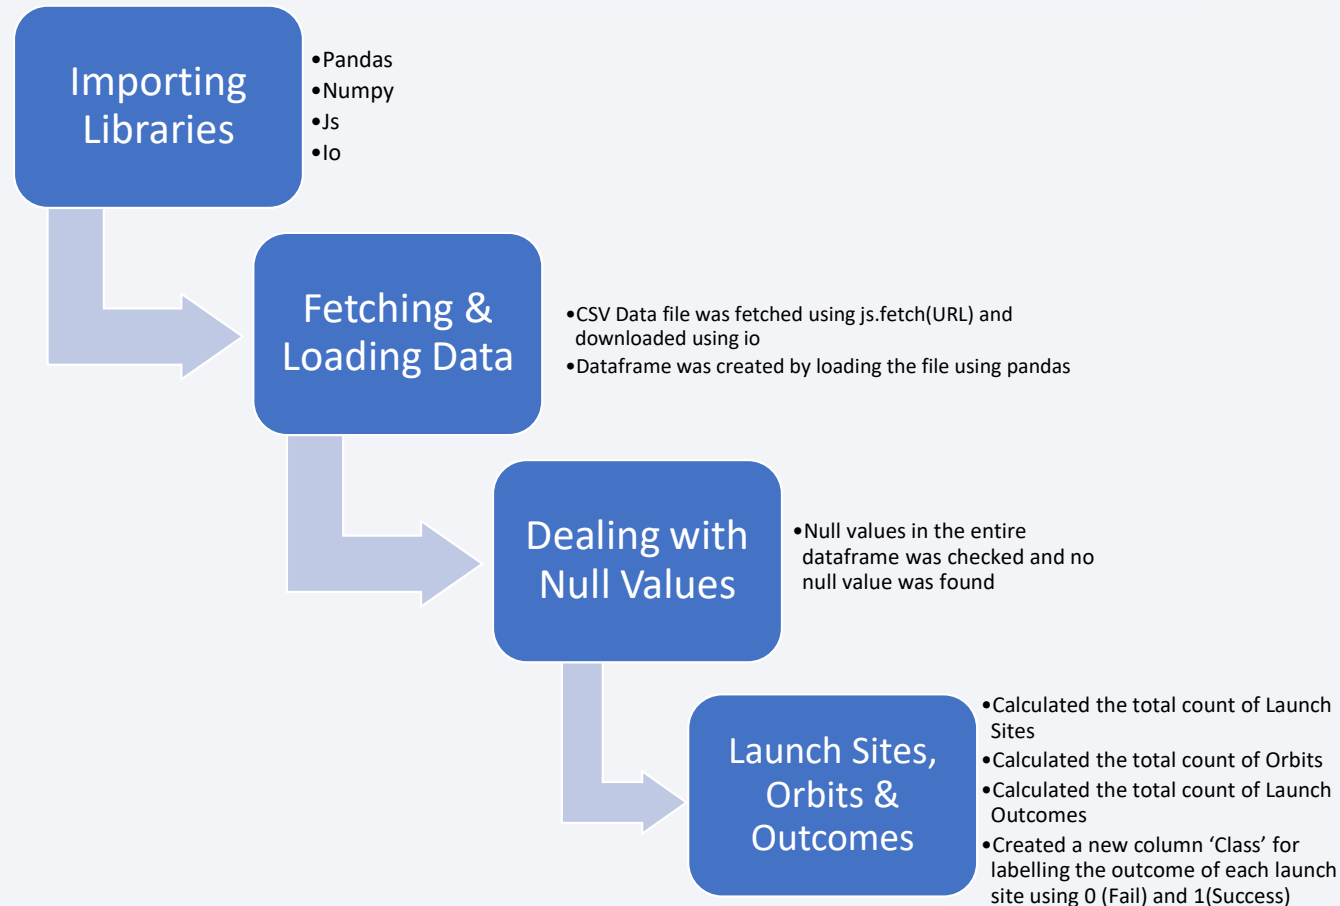 Importing
Libraries
•Pandas
•Numpy
•Js
•Io
Fetching &
Loading Data
•CSV Data file was fetched using js.fetch(URL) and
downloaded using io
•Dataframe was created by loading the file using pandas
Dealing with
Null Values
•Null values in the entire
dataframe was checked and no
null value was found
Launch Sites,
Orbits &
Outcomes
•Calculated the total count of Launch
Sites
•Calculated the total count of Orbits
•Calculated the total count of Launch
Outcomes
•Created a new column ‘Class’ for
labelling the outcome of each launch
site using 0 (Fail) and 1(Success)